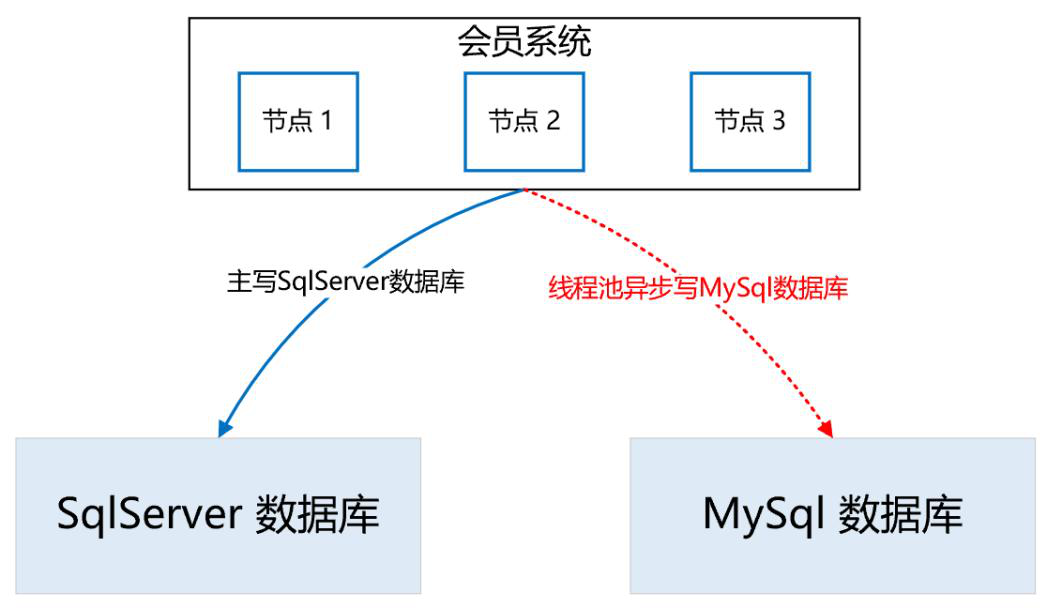 会员系统
节点 1
节点 2
节点 3
主写SqlServer数据库
线程池异步写MySql数据库
SqlServer 数据库
MySql 数据库